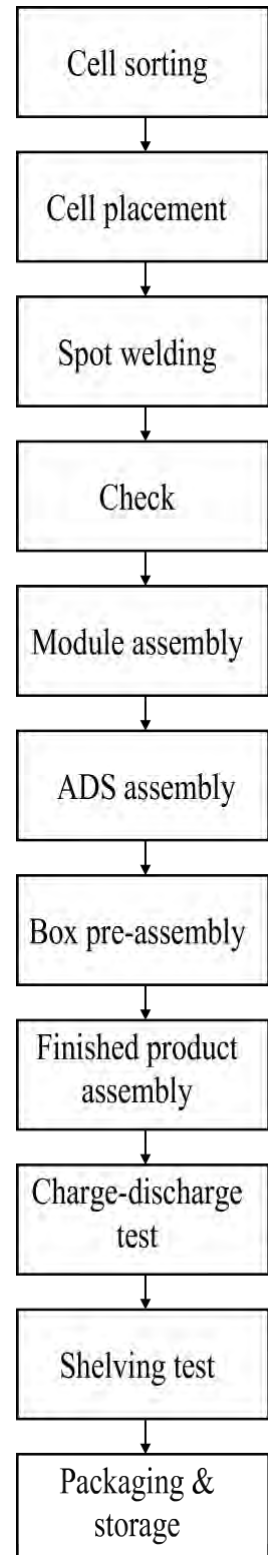 Cell sorting
Cell placement
Spot welding
Check
Module assembly
ADS assembly
Box pre-assembly
Finished product
assembly
Charge-discharge
test
Shelving test
Packaging &
storage